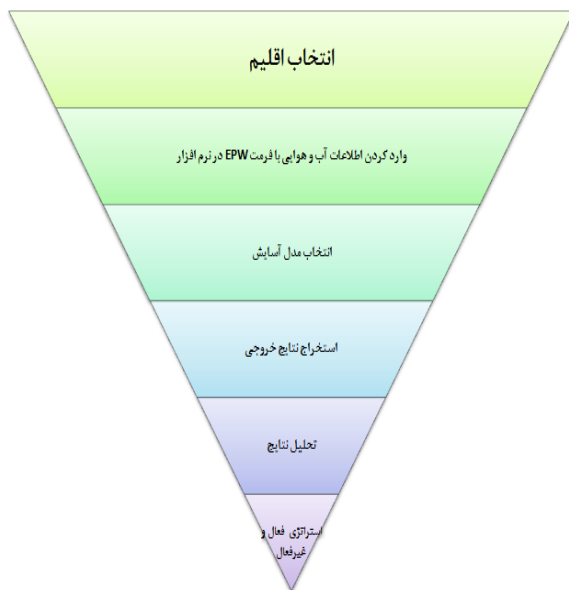 انتخاب اقلیم
وارد کردن اطلاعات آب و هوایی با فرمت EPW در نرم افزار
انتخاب مدل آسایش
استخراج نتایج خروجی
تحلیل نتایج
استراتژی فعال و
غیرفعال